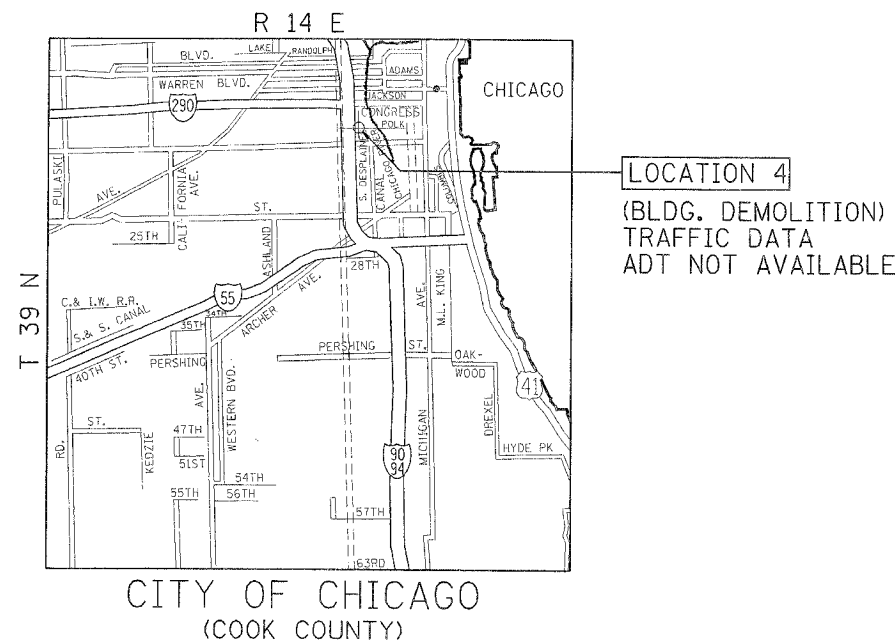 R 14 E
LAKE
RANDOLPH
BLVD.
ADAMS
WARREN BLVD.
JACKSON
CHICAGO
290
CONGRESS
POLK
PULASKI
AVE.
CALIFORNIA AVE.
S. DESPLAINES
CANAL
CHICAGO RIVER
COLUMBUS
LOCATION 4
(BLDG. DEMOLITION)
TRAFFIC DATA
ADT NOT AVAILABLE
ST.
25TH
ASHLAND
28TH
T 39 N
C.& I.W. R.R.
S.& S. CANAL
55
34TH
35TH
ARCHER AVE.
AVE.
M.L. KING
PERSHING
PERSHING ST.
OAK-
WOOD
40TH ST.
41
RD.
ST.
KEDZIE
AVE.
WESTERN BLVD.
47TH
51ST
54TH
55TH
56TH
57TH
63RD
90
94
MICHIGAN
DREXEL
HYDE PK
CITY OF CHICAGO
(COOK COUNTY)